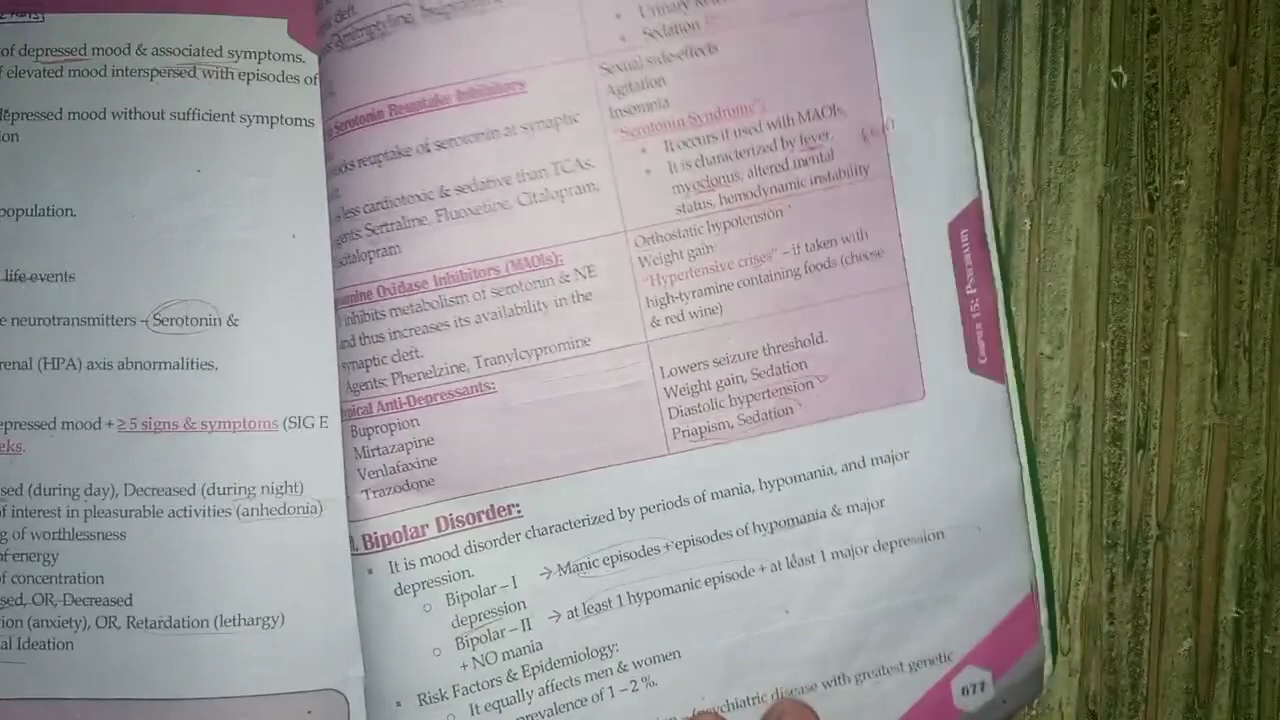 of depressed mood & associated symptoms.
f elevated mood interspersed with episodes of
depressed mood without sufficient symptoms
ion
population.
life events
e neurotransmitters – Serotonin &
renal (HPA) axis abnormalities.
epressed mood + ≥ 5 signs & symptoms (SIG E
eks.
sed (during day), Decreased (during night)
of interest in pleasurable activities (anhedonia)
g of worthlessness
of energy
of concentration
sed, OR, Decreased
ion (anxiety), OR, Retardation (lethargy)
al Ideation
cleft.
Sedation
Serotonin Reuptake Inhibitors
ocks reuptake of serotonin at synaptic
less cardiotoxic & sedative than TCAs.
gents: Sertraline, Fluoxetine, Citalopram,
scitalopram
Sexual side-effects
Agitation
Insomnia
"Serotonin Syndrome":
It occurs if used with MAOIs.
It is characterized by fever,
myoclonus, altered mental
status, hemodynamic instability
amine Oxidase Inhibitors (MAOIs):
inhibits metabolism of serotonin & NE
and thus increases its availability in the
synaptic cleft.
Agents: Phenelzine, Tranylcypromine
Orthostatic hypotension
Weight gain
"Hypertensive crises" – if taken with
high-tyramine containing foods (choose
& red wine)
pical Anti-Depressants:
Bupropion
Mirtazapine
Venlafaxine
Trazodone
Lowers seizure threshold.
Weight gain, Sedation
Diastolic hypertension
Priapism, Sedation
. Bipolar Disorder:
▪ It is mood disorder characterized by periods of mania, hypomania, and major
depression.
o Bipolar – I → Manic episodes + episodes of hypomania & major
depression
o Bipolar – II → at least 1 hypomanic episode + at least 1 major depression
+ NO mania
▪ Risk Factors & Epidemiology:
o It equally affects men & women
prevalence of 1 – 2 %.
(psychiatric disease with greatest genetic
Chapter 15: Psychiatry
677